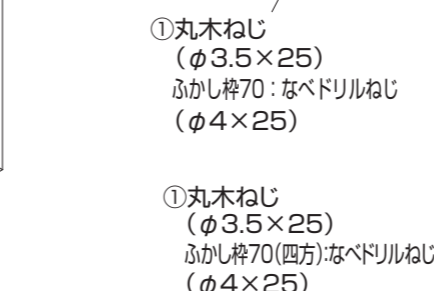 ①丸木ねじ
（φ3.5×25）
ふかし枠70：なべドリルねじ
（φ4×25）
①丸木ねじ
（φ3.5×25）
ふかし枠70(四方):なべドリルねじ
（φ4×25）